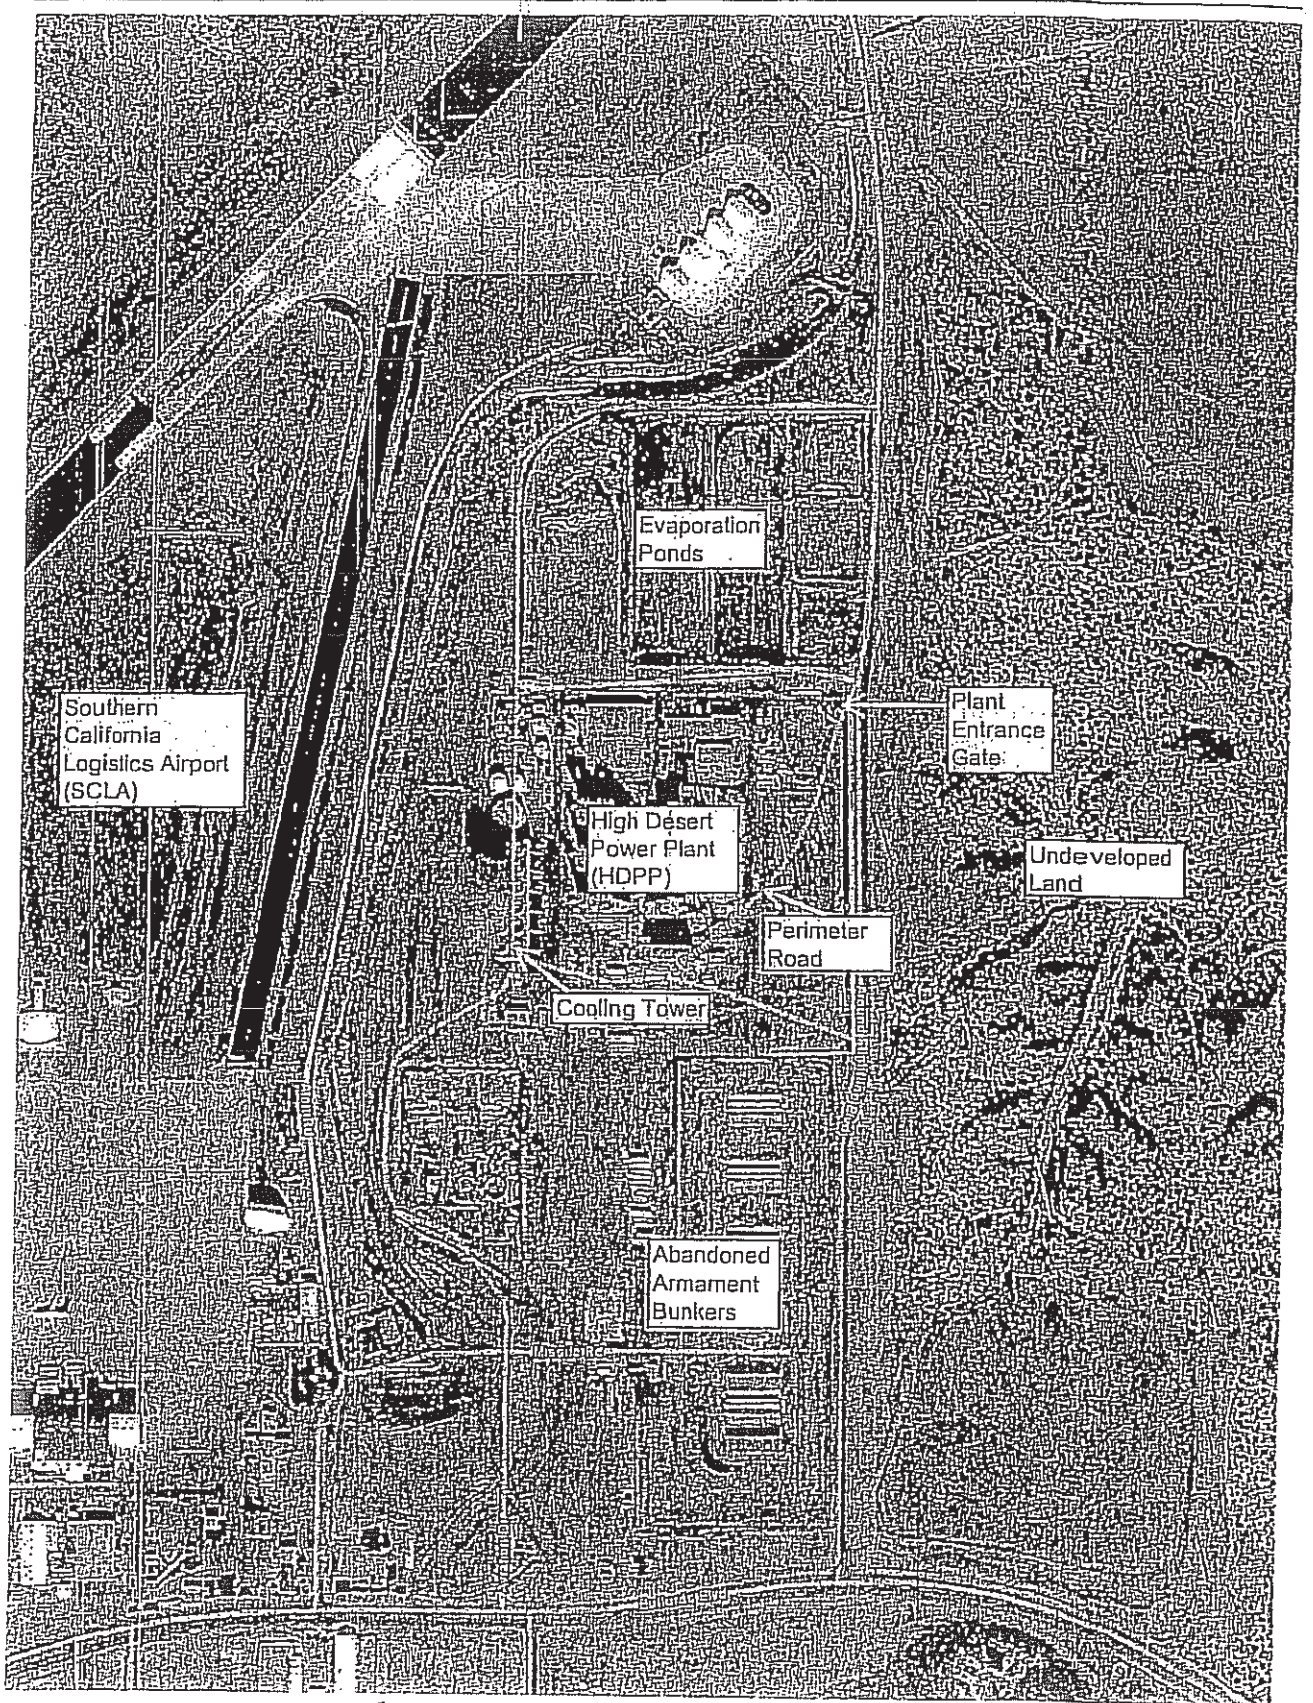 Evaporation
Ponds
Southern
California
Logistics Airport
(SCLA)
Plant
Entrance
Gate
High Desert
Power Plant
(HDPP)
Undeveloped
Land
Perimeter
Road
Cooling Tower
Abandoned
Armament
Bunkers